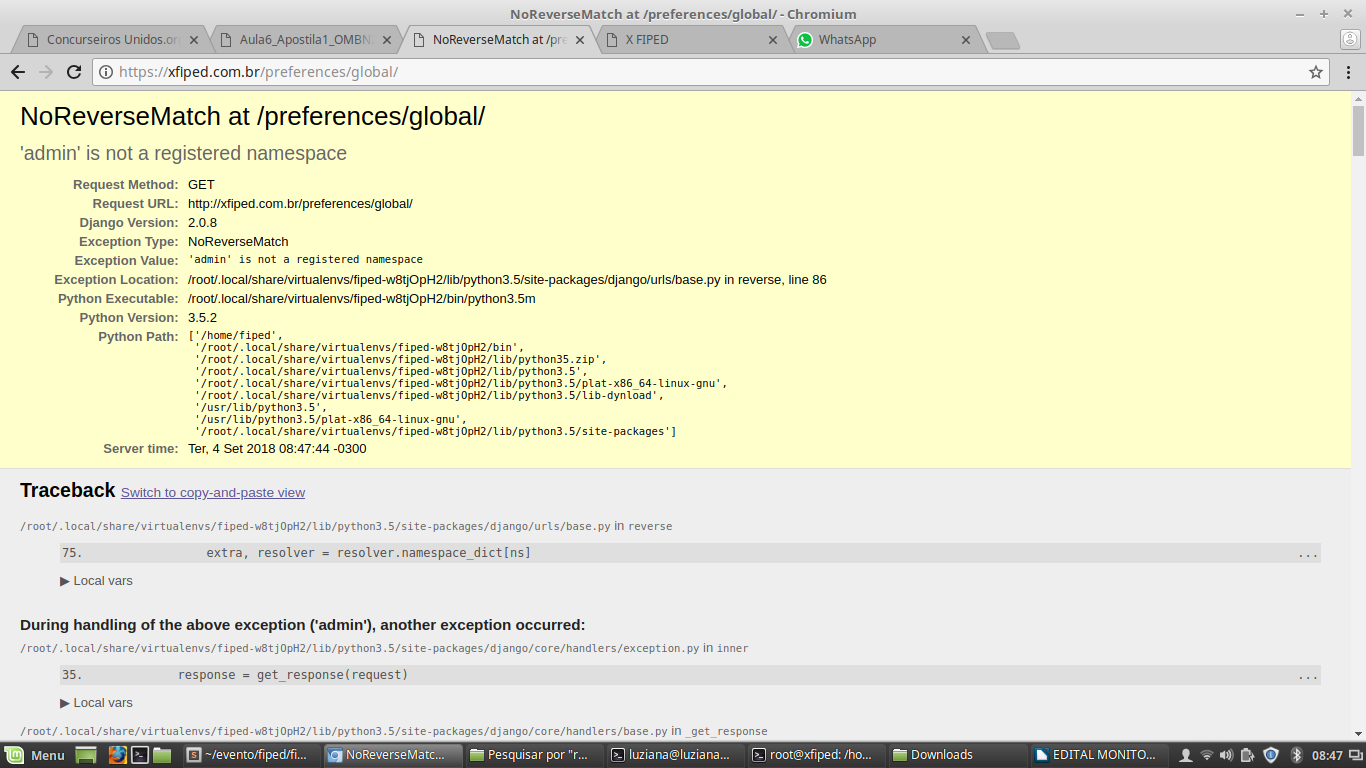 NoReverseMatch at /preferences/global/ - Chromium
Concurseiros Unidos.or
Aula6_Apostila1_OMBN
NoReverseMatch at /pre
X FIPED
WhatsApp
https://xfiped.com.br/preferences/global/
NoReverseMatch at /preferences/global/
'admin' is not a registered namespace
Request Method: GET
Request URL: http://xfiped.com.br/preferences/global/
Django Version: 2.0.8
Exception Type: NoReverseMatch
Exception Value: 'admin' is not a registered namespace
Exception Location: /root/.local/share/virtualenvs/fiped-w8tjOpH2/lib/python3.5/site-packages/django/urls/base.py in reverse, line 86
Python Executable: /root/.local/share/virtualenvs/fiped-w8tjOpH2/bin/python3.5m
Python Version: 3.5.2
Python Path: ['/home/fiped',
'/root/.local/share/virtualenvs/fiped-w8tjOpH2/bin',
'/root/.local/share/virtualenvs/fiped-w8tjOpH2/lib/python35.zip',
'/root/.local/share/virtualenvs/fiped-w8tjOpH2/lib/python3.5',
'/root/.local/share/virtualenvs/fiped-w8tjOpH2/lib/python3.5/plat-x86_64-linux-gnu',
'/root/.local/share/virtualenvs/fiped-w8tjOpH2/lib/python3.5/lib-dynload',
'/usr/lib/python3.5',
'/usr/lib/python3.5/plat-x86_64-linux-gnu',
'/root/.local/share/virtualenvs/fiped-w8tjOpH2/lib/python3.5/site-packages']
Server time: Ter, 4 Set 2018 08:47:44 -0300
Traceback Switch to copy-and-paste view
/root/.local/share/virtualenvs/fiped-w8tjOpH2/lib/python3.5/site-packages/django/urls/base.py in reverse
75. extra, resolver = resolver.namespace_dict[ns] ...
▶ Local vars
During handling of the above exception ('admin'), another exception occurred:
/root/.local/share/virtualenvs/fiped-w8tjOpH2/lib/python3.5/site-packages/django/core/handlers/exception.py in inner
35. response = get_response(request) ...
▶ Local vars
/root/.local/share/virtualenvs/fiped-w8tjOpH2/lib/python3.5/site-packages/django/core/handlers/base.py in _get_response
Menu
~/evento/fiped/fi...
NoReverseMatc...
Pesquisar por "r...
luziana@luziana...
root@xfiped: /ho...
Downloads
EDITAL MONITO...
08:47